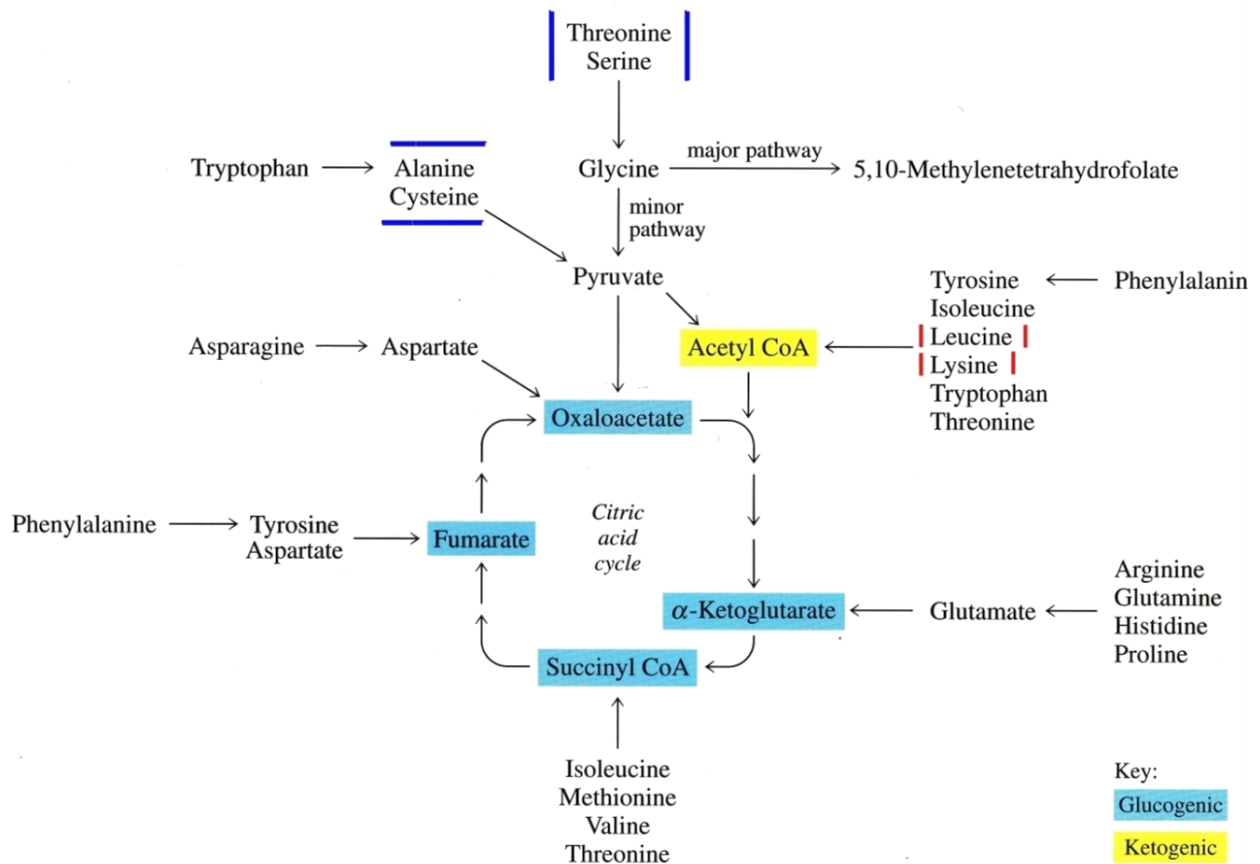 Threonine
Serine
Tryptophan
Alanine
Cysteine
Glycine
major pathway
5,10-Methylenetetrahydrofolate
minor
pathway
Pyruvate
Tyrosine
Isoleucine
Leucine
Lysine
Tryptophan
Threonine
Phenylalanin
Asparagine
Aspartate
Acetyl CoA
Oxaloacetate
Phenylalanine
Tyrosine
Aspartate
Fumarate
Citric
acid
cycle
α-Ketoglutarate
Glutamate
Arginine
Glutamine
Histidine
Proline
Succinyl CoA
Isoleucine
Methionine
Valine
Threonine
Key:
Glucogenic
Ketogenic